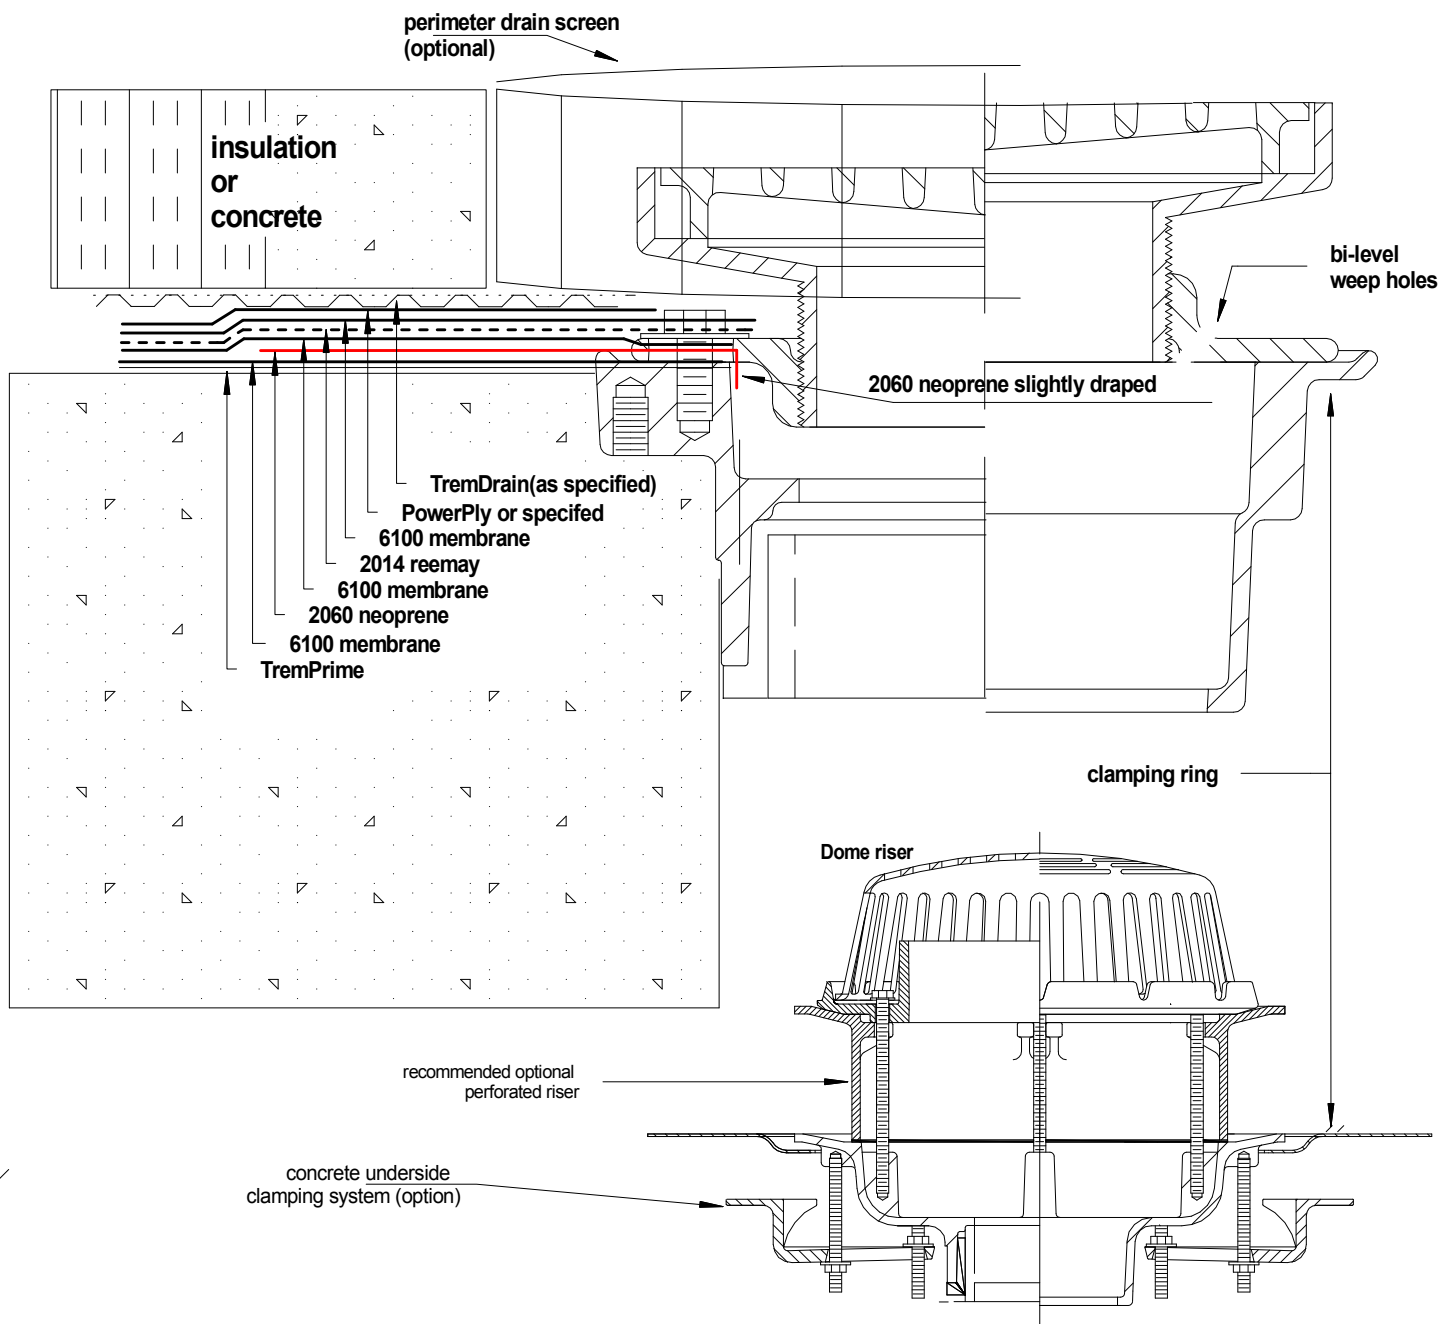 perimeter drain screen
(optional)
insulation
or
concrete
bi-level
weep holes
2060 neoprene slightly draped
TremDrain(as specified)
PowerPly or specifed
6100 membrane
2014 reemay
6100 membrane
2060 neoprene
6100 membrane
TremPrime
clamping ring
Dome riser
recommended optional
perforated riser
concrete underside
clamping system (option)